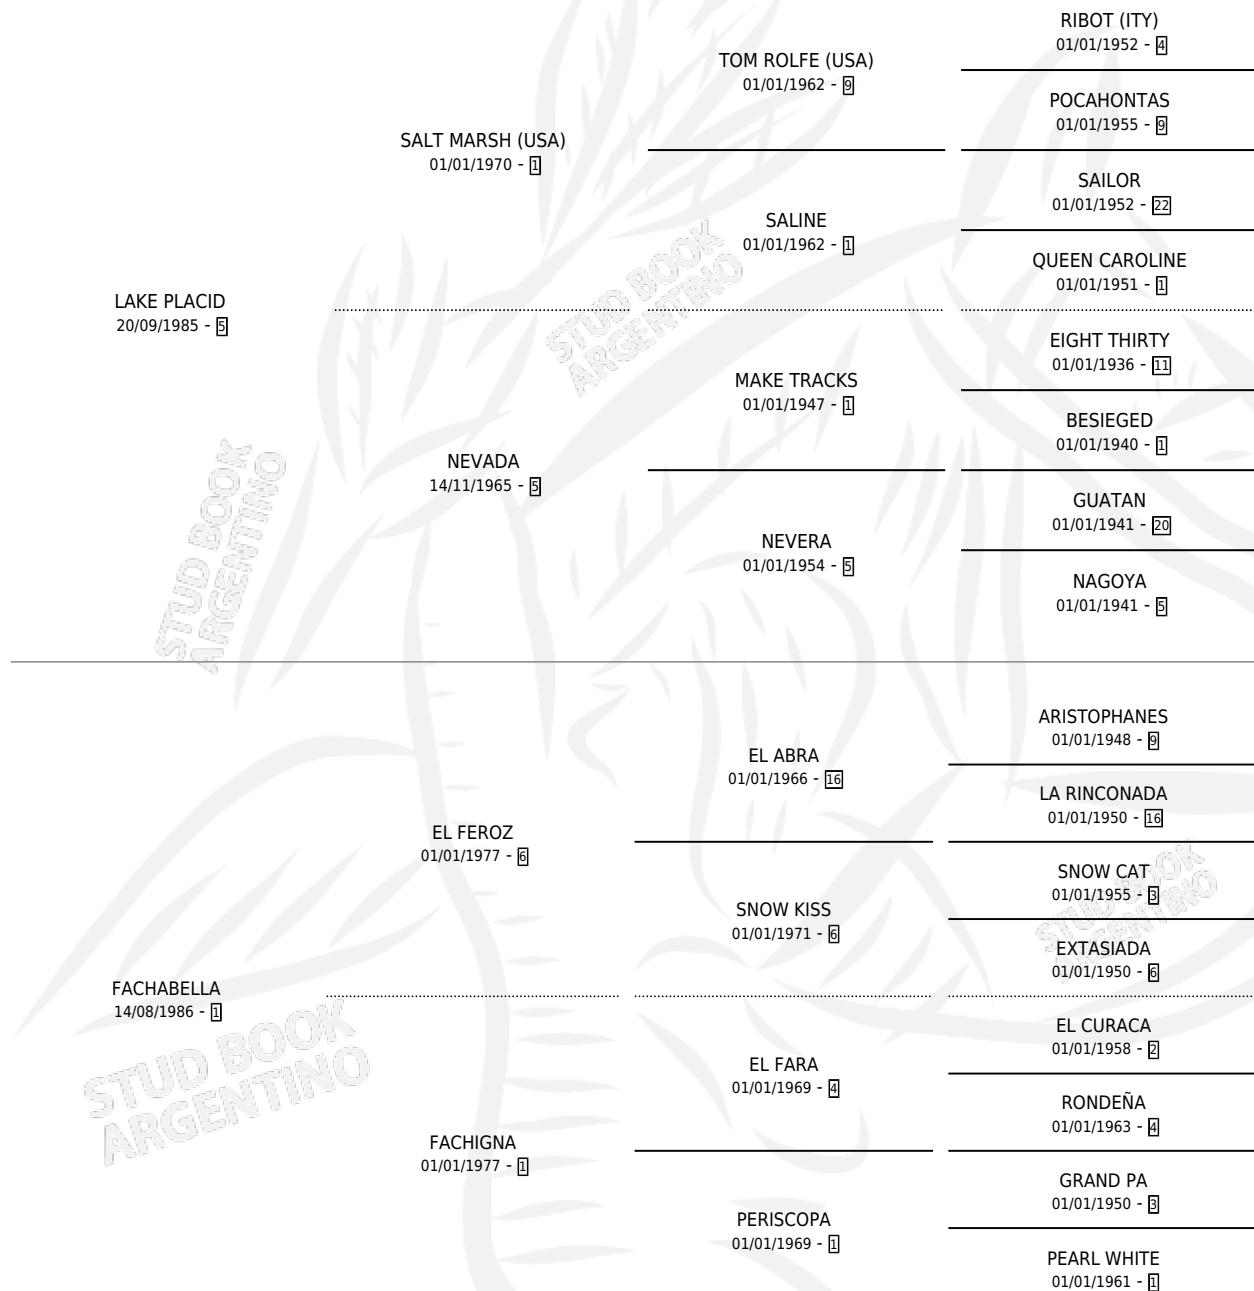 RIBOT (ITY)
01/01/1952 - 4
TOM ROLFE (USA)
01/01/1962 - 9
POCAHONTAS
01/01/1955 - 9
SALT MARSH (USA)
01/01/1970 - 1
SAILOR
01/01/1952 - 22
SALINE
01/01/1962 - 1
QUEEN CAROLINE
01/01/1951 - 1
LAKE PLACID
20/09/1985 - 5
EIGHT THIRTY
01/01/1936 - 11
MAKE TRACKS
01/01/1947 - 1
BESIEGED
01/01/1940 - 1
NEVADA
14/11/1965 - 5
GUATAN
01/01/1941 - 20
NEVERA
01/01/1954 - 5
NAGOYA
01/01/1941 - 5
ARISTOPHANES
01/01/1948 - 9
EL ABRA
01/01/1966 - 16
LA RINCONADA
01/01/1950 - 16
EL FEROZ
01/01/1977 - 6
SNOW CAT
01/01/1955 - 3
SNOW KISS
01/01/1971 - 6
EXTASIADA
01/01/1950 - 6
FACHABELLA
14/08/1986 - 1
EL CURACA
01/01/1958 - 2
EL FARA
01/01/1969 - 4
RONDEÑA
01/01/1963 - 4
FACHIGNA
01/01/1977 - 1
GRAND PA
01/01/1950 - 3
PERISCOPA
01/01/1969 - 1
PEARL WHITE
01/01/1961 - 1
STUD BOOK
ARGENTINO
STUD BOOK
ARGENTINO
STUD BOOK
ARGENTINO
STUD BOOK
ARGENTINO